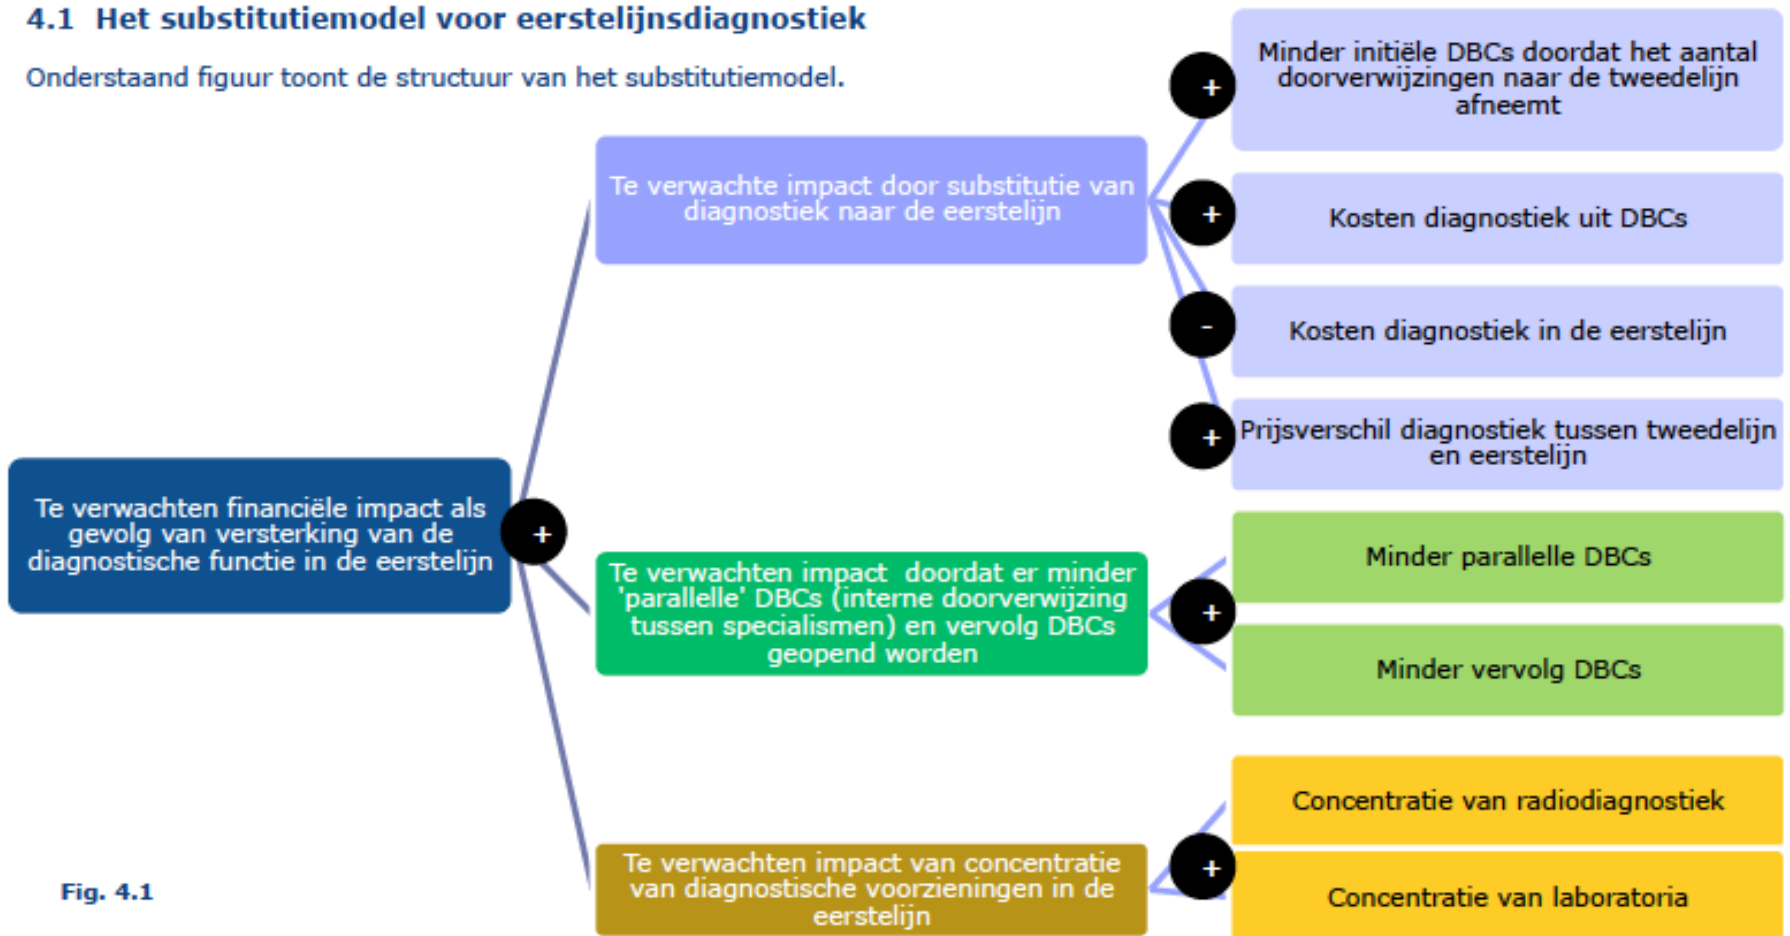 4.1 Het substitutiemodel voor eerstelijnsdiagnostiek
Onderstaand figuur toont de structuur van het substitutiemodel.
Te verwachten financiële impact als
gevolg van versterking van de
diagnostische functie in de eerstelijn
+
Te verwachte impact door substitutie van
diagnostiek naar de eerstelijn
+
Minder initiële DBCs doordat het aantal
doorverwijzingen naar de tweedelijn
afneemt
+
Kosten diagnostiek uit DBCs
-
Kosten diagnostiek in de eerstelijn
+
Prijsverschil diagnostiek tussen tweedelijn
en eerstelijn
Te verwachten impact doordat er minder
'parallelle' DBCs (interne doorverwijzing
tussen specialismen) en vervolg DBCs
geopend worden
+
Minder parallelle DBCs
Minder vervolg DBCs
Te verwachten impact van concentratie
van diagnostische voorzieningen in de
eerstelijn
+
Concentratie van radiodiagnostiek
Concentratie van laboratoria
Fig. 4.1